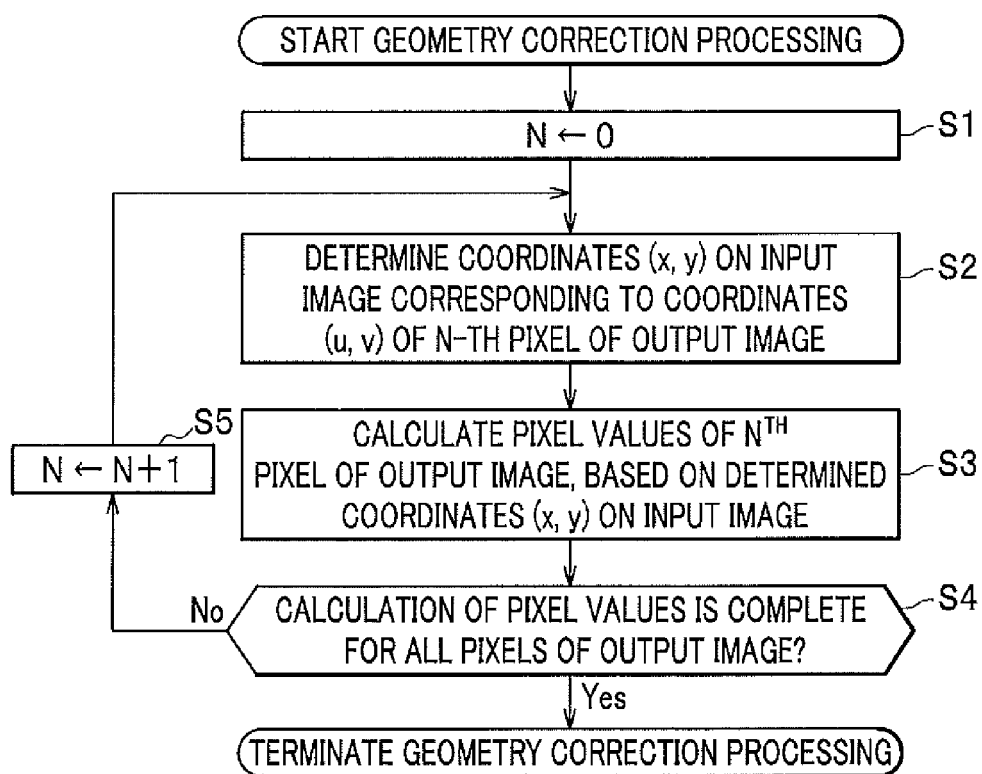 START GEOMETRY CORRECTION PROCESSING
N ← 0
S1
DETERMINE COORDINATES (x, y) ON INPUT
IMAGE CORRESPONDING TO COORDINATES
(u, v) OF N-TH PIXEL OF OUTPUT IMAGE
S2
S5
N ← N+1
CALCULATE PIXEL VALUES OF N^TH
PIXEL OF OUTPUT IMAGE, BASED ON DETERMINED
COORDINATES (x, y) ON INPUT IMAGE
S3
No
CALCULATION OF PIXEL VALUES IS COMPLETE
FOR ALL PIXELS OF OUTPUT IMAGE?
S4
Yes
TERMINATE GEOMETRY CORRECTION PROCESSING